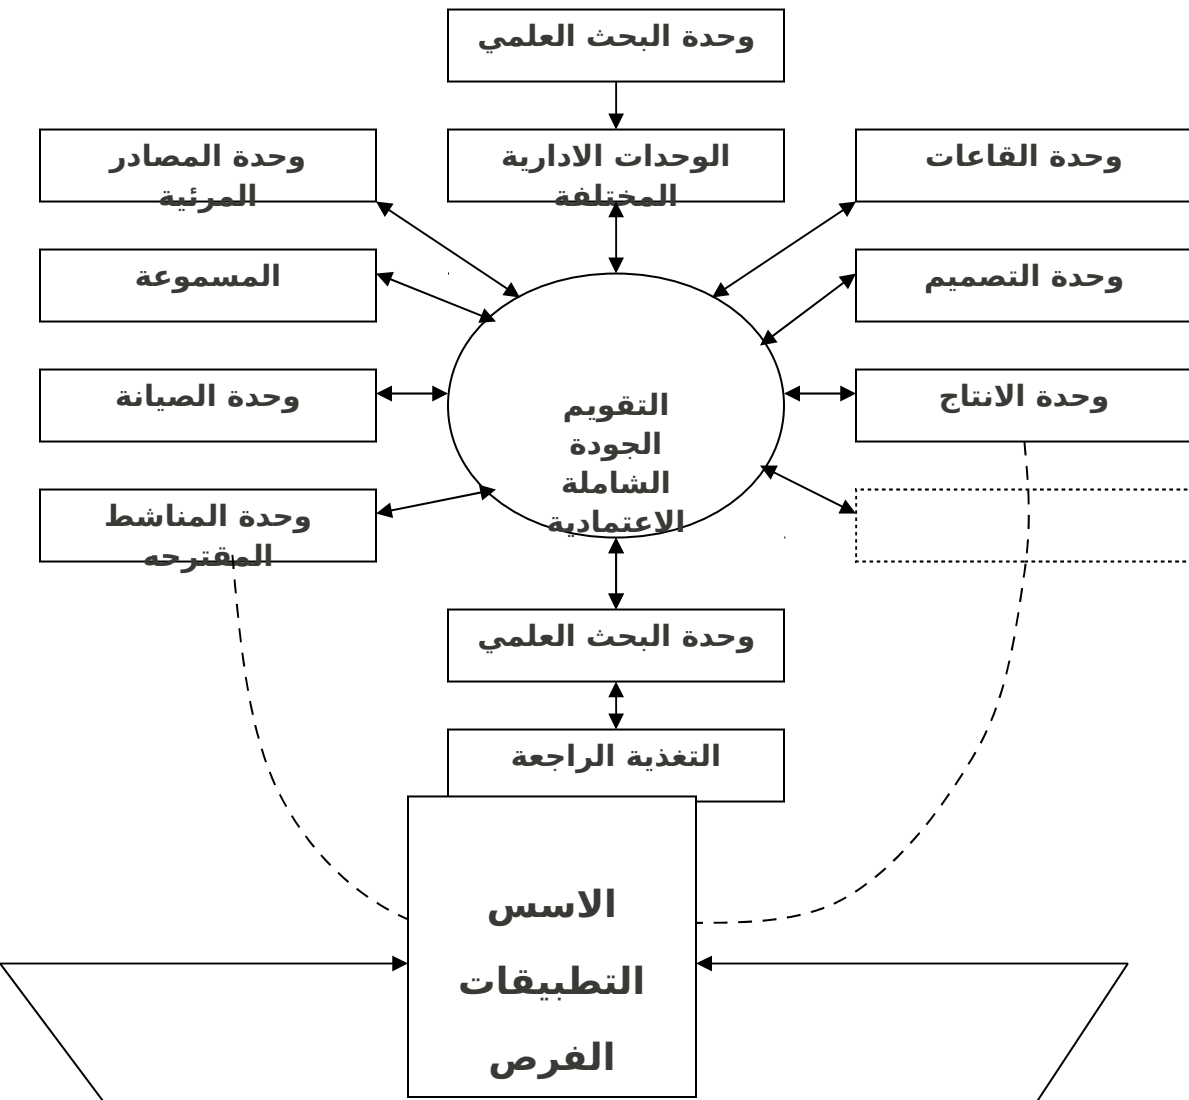 وحدة البحث العلمي
وحدة القاعات
الوحدات الادارية
المختلفة
وحدة المصادر
المرئية
وحدة التصميم
المسموعة
وحدة الانتاج
وحدة الصيانة
التقويم
الجودة
الشاملة
الاعتمادية
وحدة المناشط
المقترحه
وحدة البحث العلمي
التغذية الراجعة
الاسس
التطبيقات
الفرص